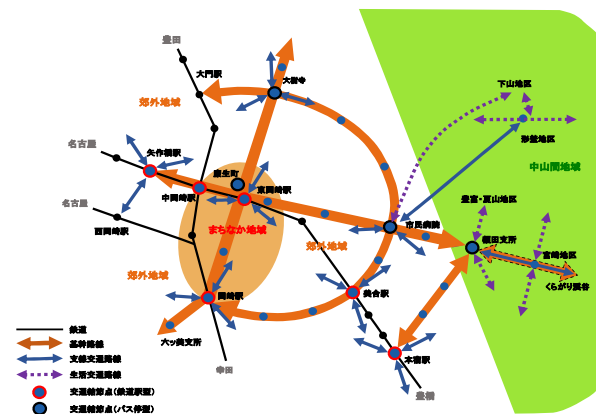 豊田
大門駅
大樹寺
郊外地域
下山地区
名古屋
矢作橋駅
康生町
形埜地区
中山間地域
中岡崎駅
東岡崎駅
名古屋
豊富・夏山地区
西岡崎駅
まちなか地域
市民病院
郊外地域
額田支所
宮崎地区
郊外地域
くらがり渓谷
岡崎駅
美合駅
六ッ美支所
本宿駅
幸田
豊橋
鉄道
基幹路線
支線交通路線
生活交通路線
交通結節点(鉄道駅型)
交通結節点(バス停型)